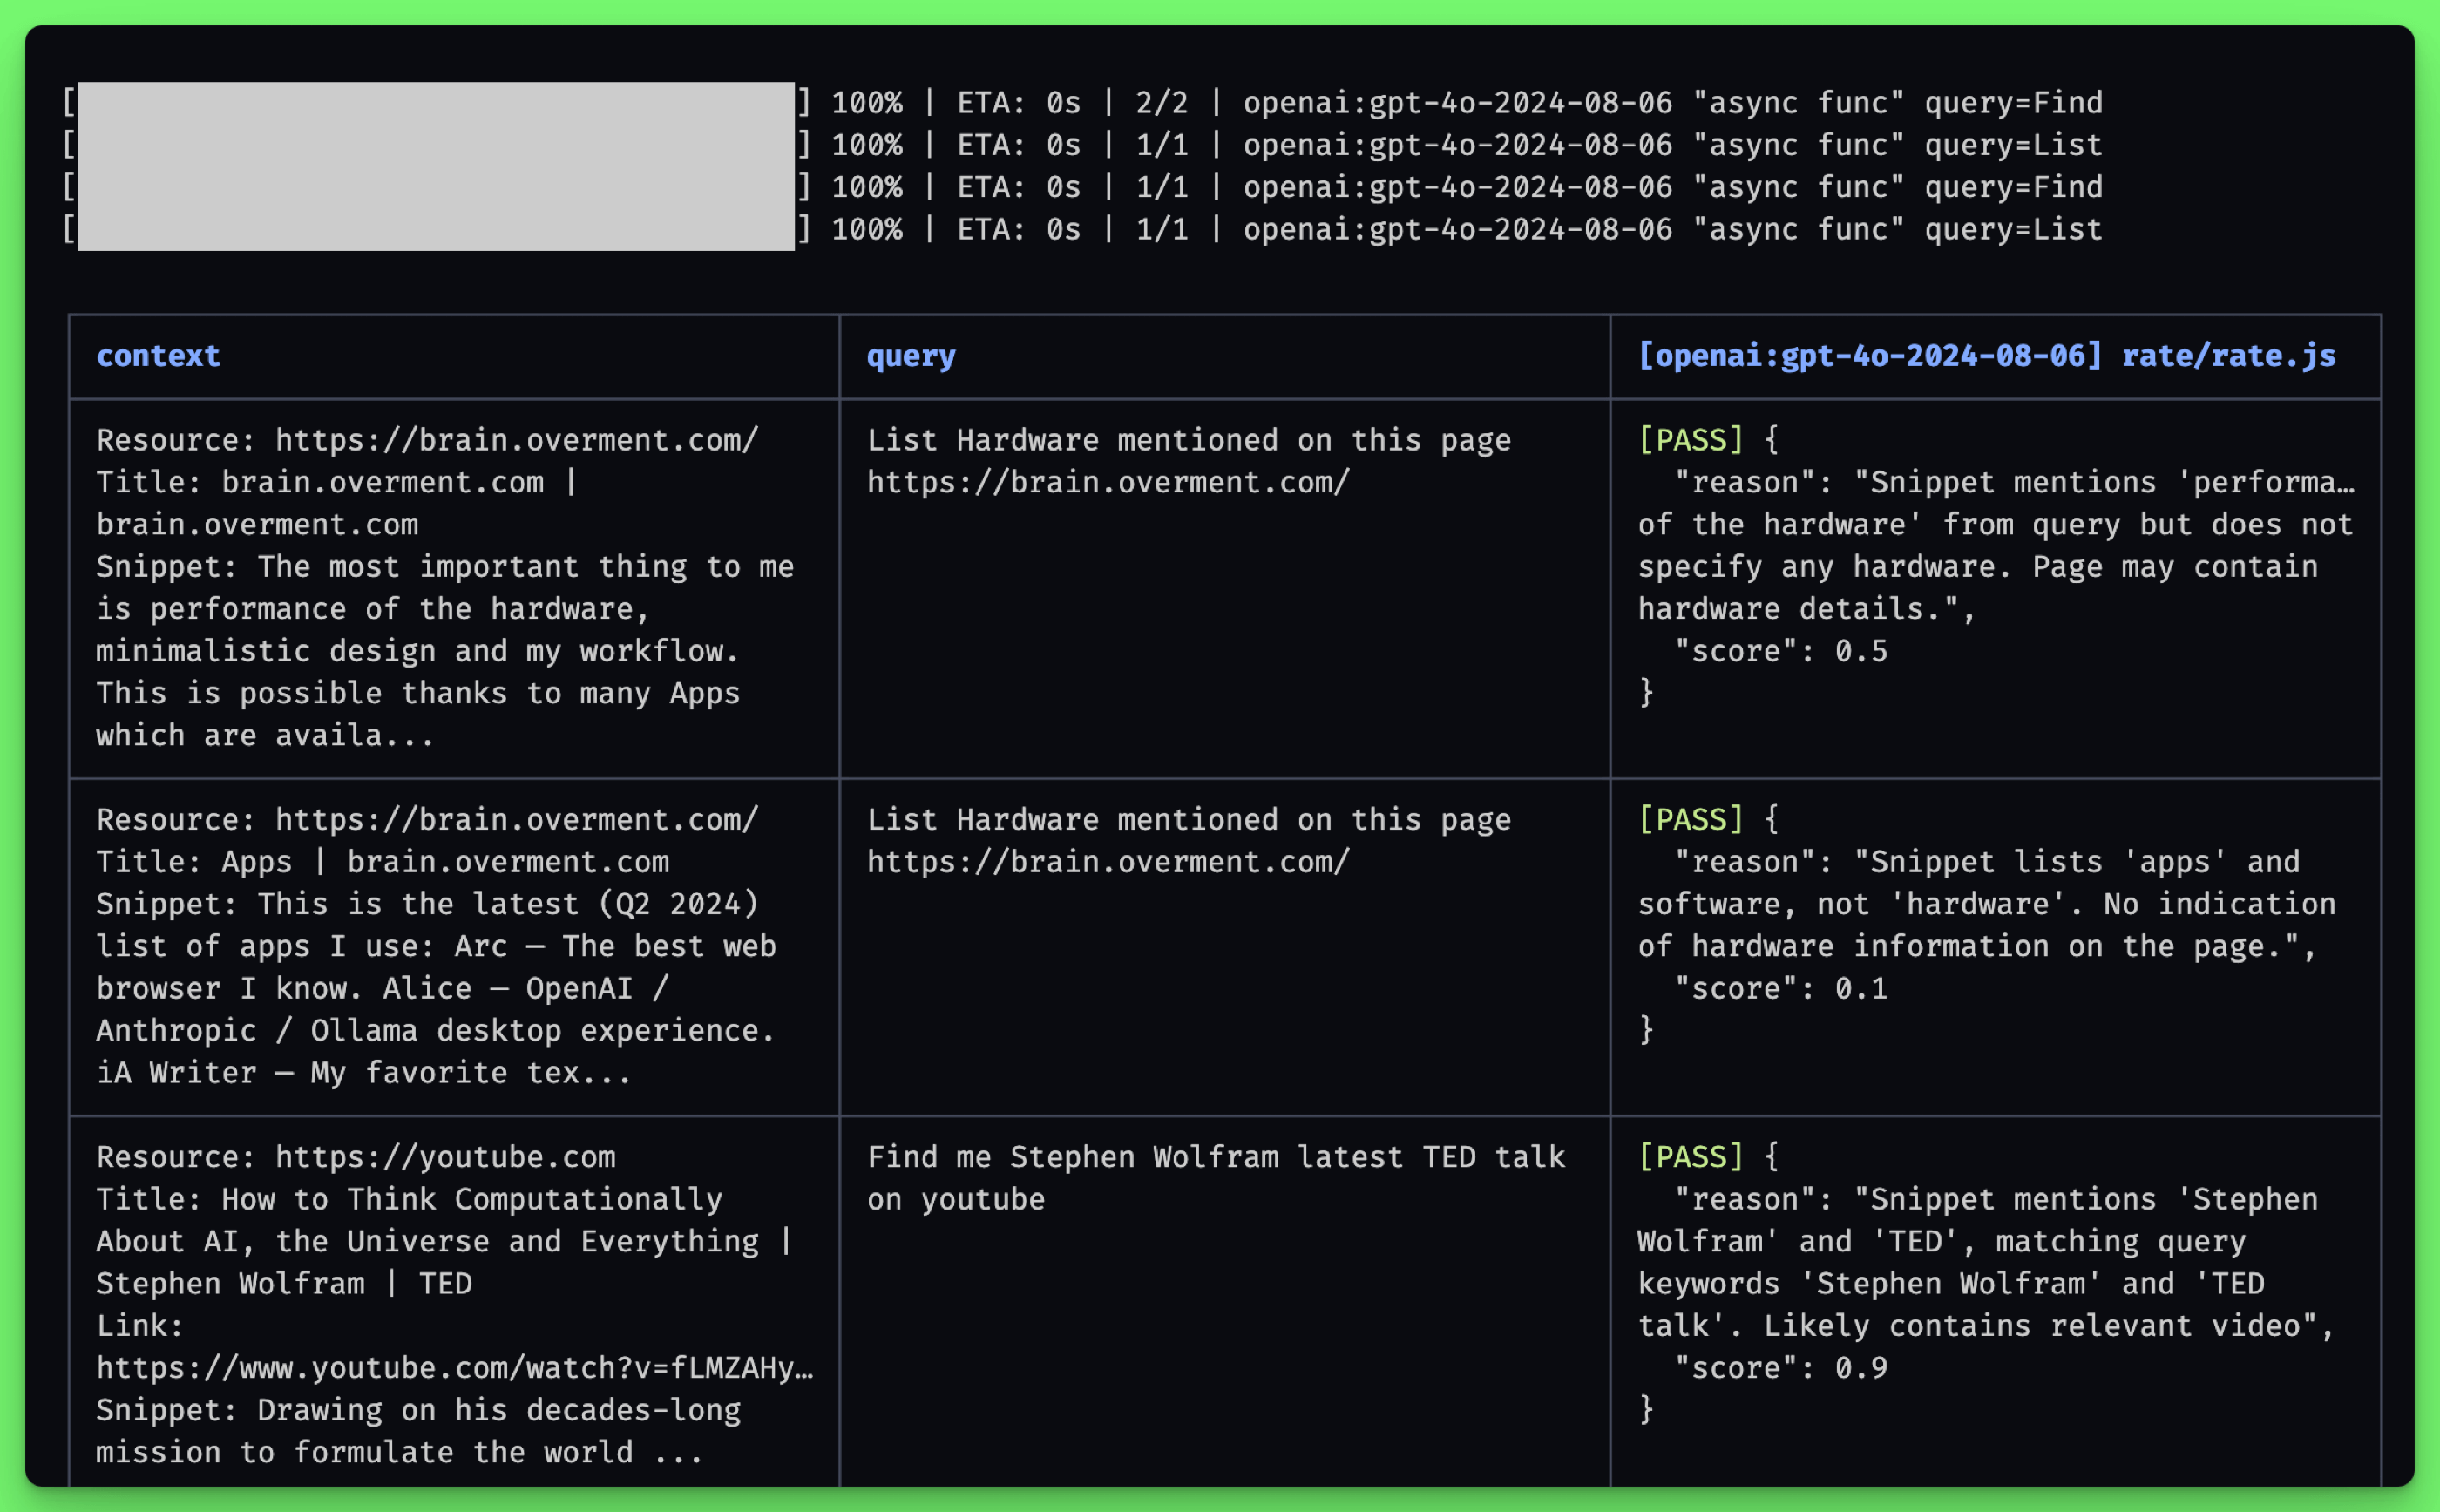 [] 100% | ETA: 0s | 2/2 | openai:gpt-4o-2024-08-06 "async func" query=Find
[] 100% | ETA: 0s | 1/1 | openai:gpt-4o-2024-08-06 "async func" query=List
[] 100% | ETA: 0s | 1/1 | openai:gpt-4o-2024-08-06 "async func" query=Find
[] 100% | ETA: 0s | 1/1 | openai:gpt-4o-2024-08-06 "async func" query=List
context
query
[openai:gpt-4o-2024-08-06] rate/rate.js
Resource: https://brain.overment.com/
Title: brain.overment.com |
brain.overment.com
Snippet: The most important thing to me
is performance of the hardware,
minimalistic design and my workflow.
This is possible thanks to many Apps
which are availa...
List Hardware mentioned on this page
https://brain.overment.com/
[PASS] {
"reason": "Snippet mentions 'performa…
of the hardware' from query but does not
specify any hardware. Page may contain
hardware details.",
"score": 0.5
}
Resource: https://brain.overment.com/
Title: Apps | brain.overment.com
Snippet: This is the latest (Q2 2024)
list of apps I use: Arc — The best web
browser I know. Alice — OpenAI /
Anthropic / Ollama desktop experience.
iA Writer — My favorite tex...
List Hardware mentioned on this page
https://brain.overment.com/
[PASS] {
"reason": "Snippet lists 'apps' and
software, not 'hardware'. No indication
of hardware information on the page.",
"score": 0.1
}
Resource: https://youtube.com
Title: How to Think Computationally
About AI, the Universe and Everything |
Stephen Wolfram | TED
Link:
https://www.youtube.com/watch?v=fLMZAHy…
Snippet: Drawing on his decades-long
mission to formulate the world ...
Find me Stephen Wolfram latest TED talk
on youtube
[PASS] {
"reason": "Snippet mentions 'Stephen
Wolfram' and 'TED', matching query
keywords 'Stephen Wolfram' and 'TED
talk'. Likely contains relevant video",
"score": 0.9
}